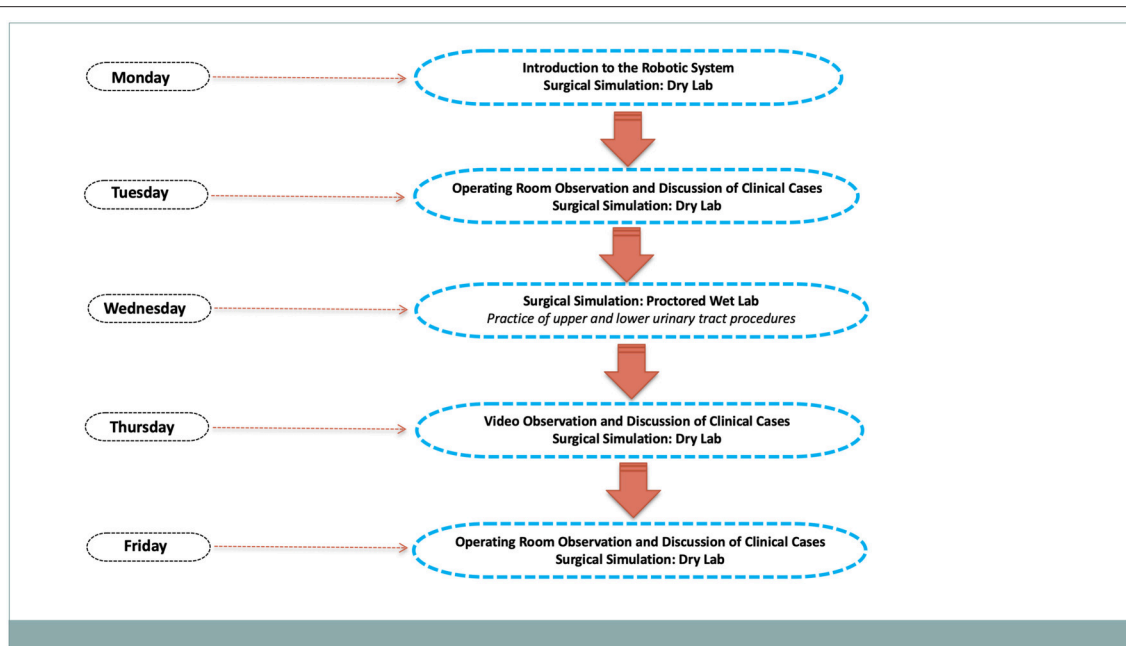 Monday
Introduction to the Robotic System
Surgical Simulation: Dry Lab
Tuesday
Operating Room Observation and Discussion of Clinical Cases
Surgical Simulation: Dry Lab
Wednesday
Surgical Simulation: Proctored Wet Lab
Practice of upper and lower urinary tract procedures
Thursday
Video Observation and Discussion of Clinical Cases
Surgical Simulation: Dry Lab
Friday
Operating Room Observation and Discussion of Clinical Cases
Surgical Simulation: Dry Lab